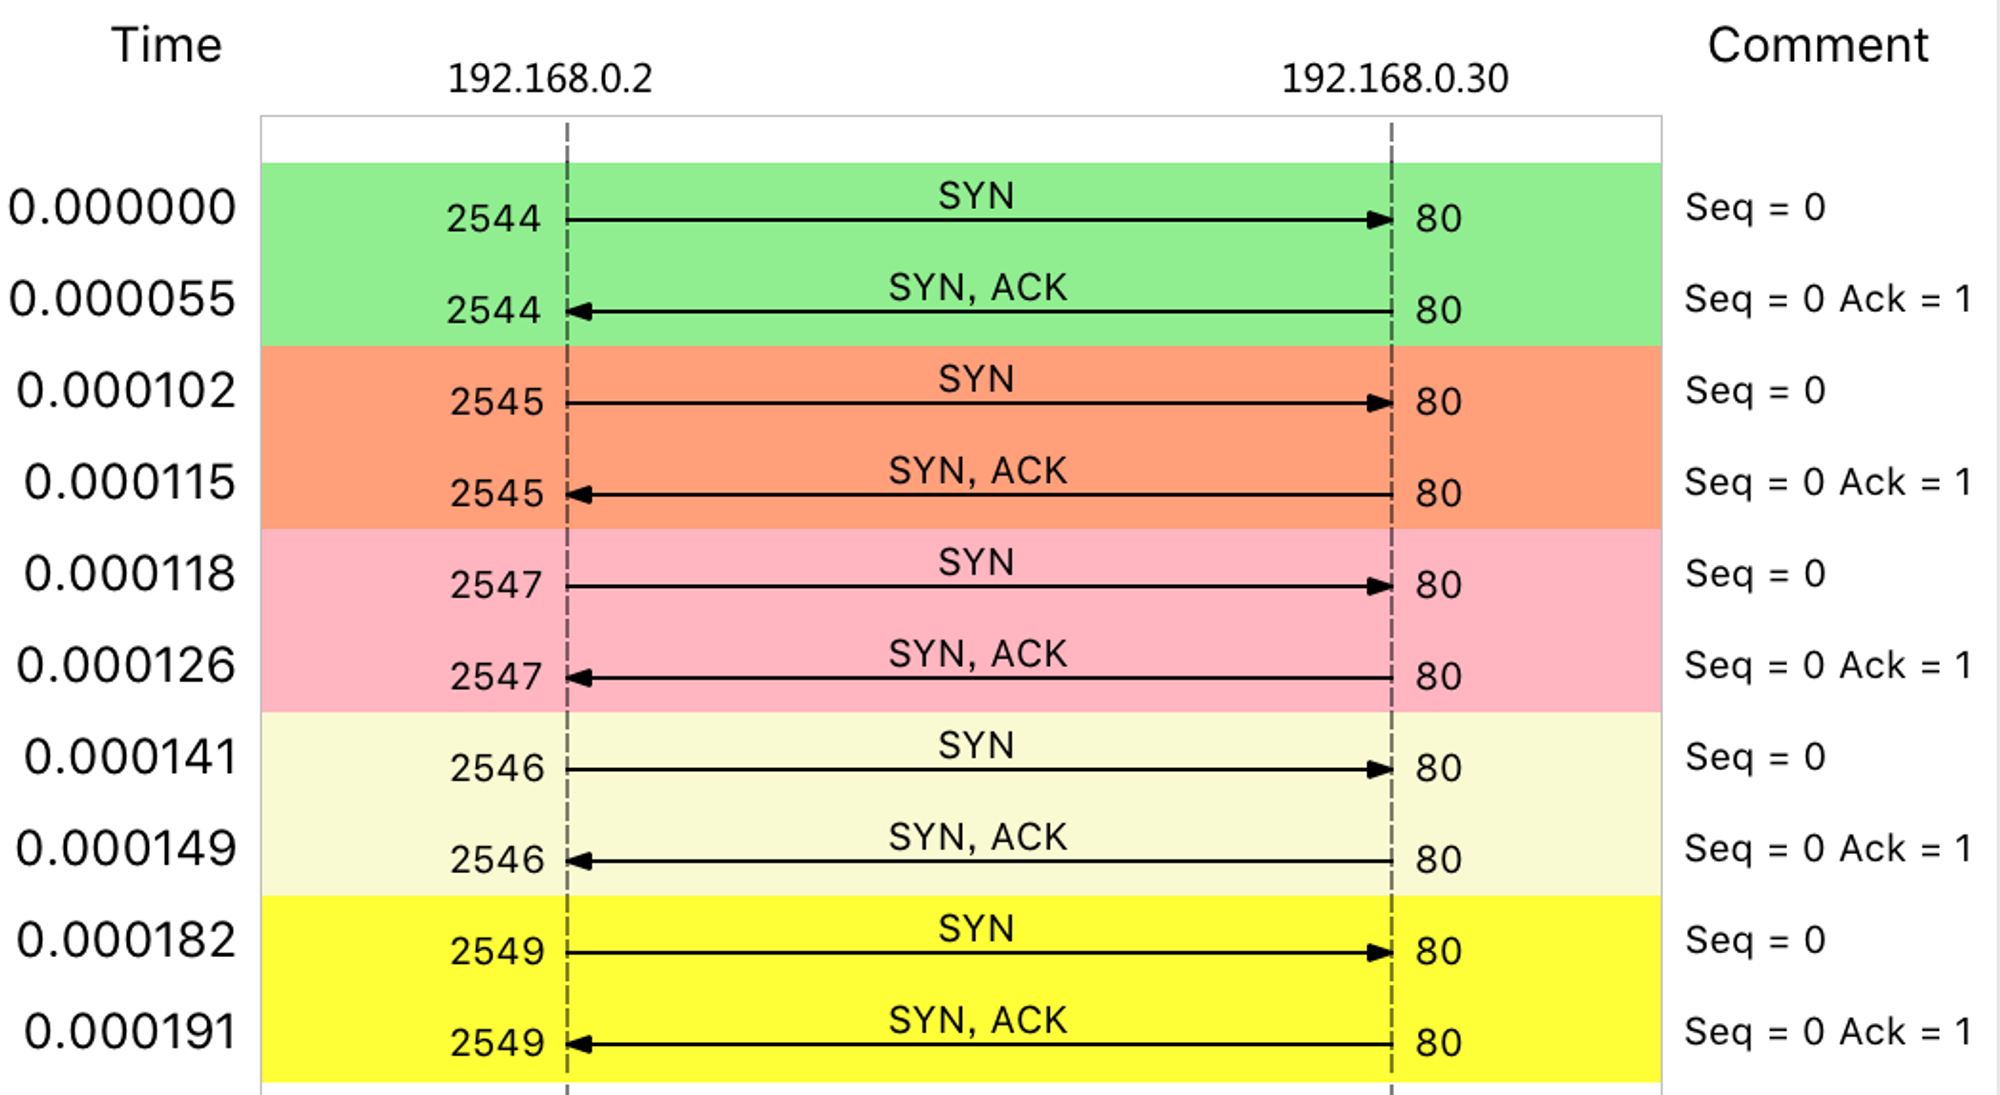 Time 192.168.0.2 192.168.0.30 Comment
0.000000 2544 SYN 80 Seq = 0
0.000055 2544 SYN, ACK 80 Seq = 0 Ack = 1
0.000102 2545 SYN 80 Seq = 0
0.000115 2545 SYN, ACK 80 Seq = 0 Ack = 1
0.000118 2547 SYN 80 Seq = 0
0.000126 2547 SYN, ACK 80 Seq = 0 Ack = 1
0.000141 2546 SYN 80 Seq = 0
0.000149 2546 SYN, ACK 80 Seq = 0 Ack = 1
0.000182 2549 SYN 80 Seq = 0
0.000191 2549 SYN, ACK 80 Seq = 0 Ack = 1